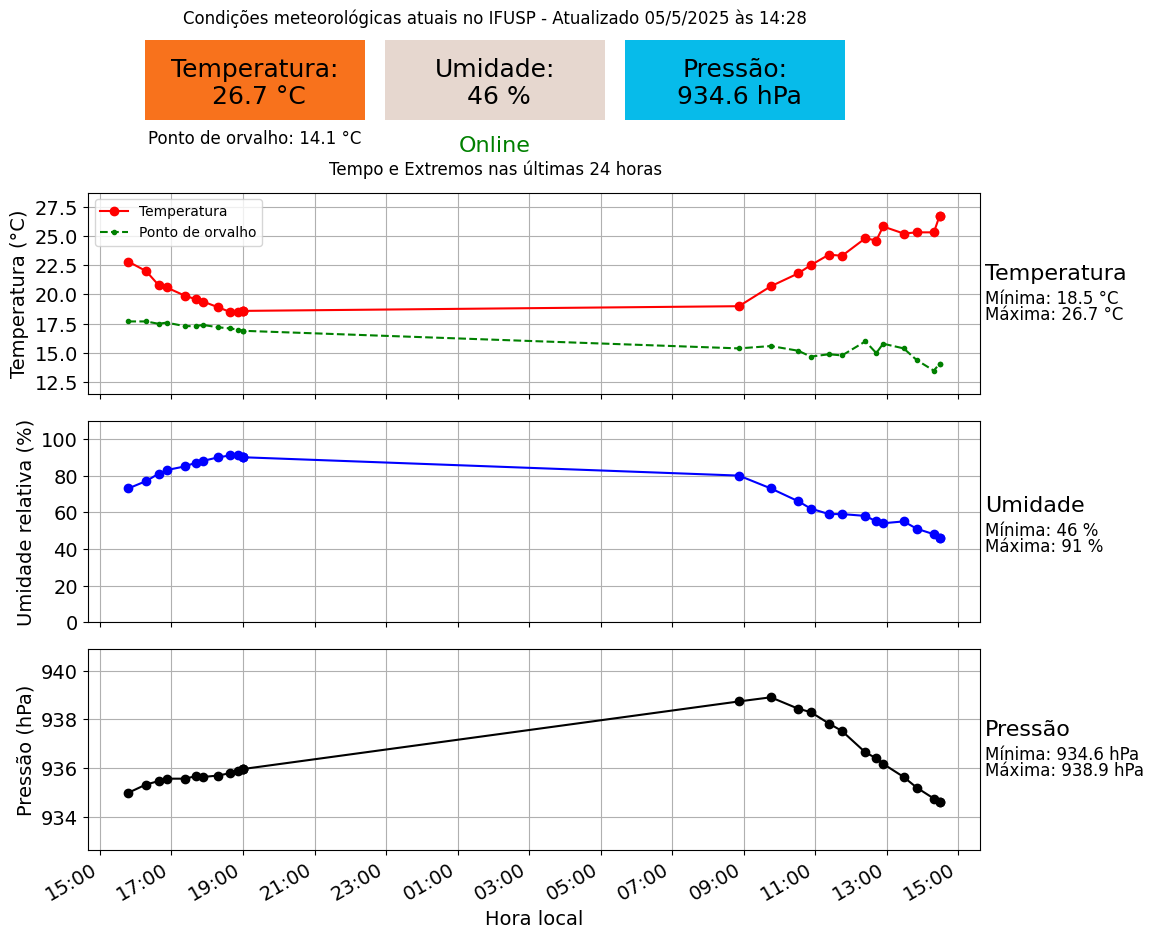 Condições meteorológicas atuais no IFUSP - Atualizado 05/5/2025 às 14:28
Temperatura:
26.7 °C
Umidade:
46 %
Pressão:
934.6 hPa
Ponto de orvalho: 14.1 °C
Online
Tempo e Extremos nas últimas 24 horas
Temperatura (°C)
27.5
25.0
22.5
20.0
17.5
15.0
12.5
Temperatura
Ponto de orvalho
Temperatura
Mínima: 18.5 °C
Máxima: 26.7 °C
Umidade relativa (%)
100
80
60
40
20
0
Umidade
Mínima: 46 %
Máxima: 91 %
Pressão (hPa)
940
938
936
934
Pressão
Mínima: 934.6 hPa
Máxima: 938.9 hPa
15:00
17:00
19:00
21:00
23:00
01:00
03:00
05:00
07:00
09:00
11:00
13:00
15:00
Hora local